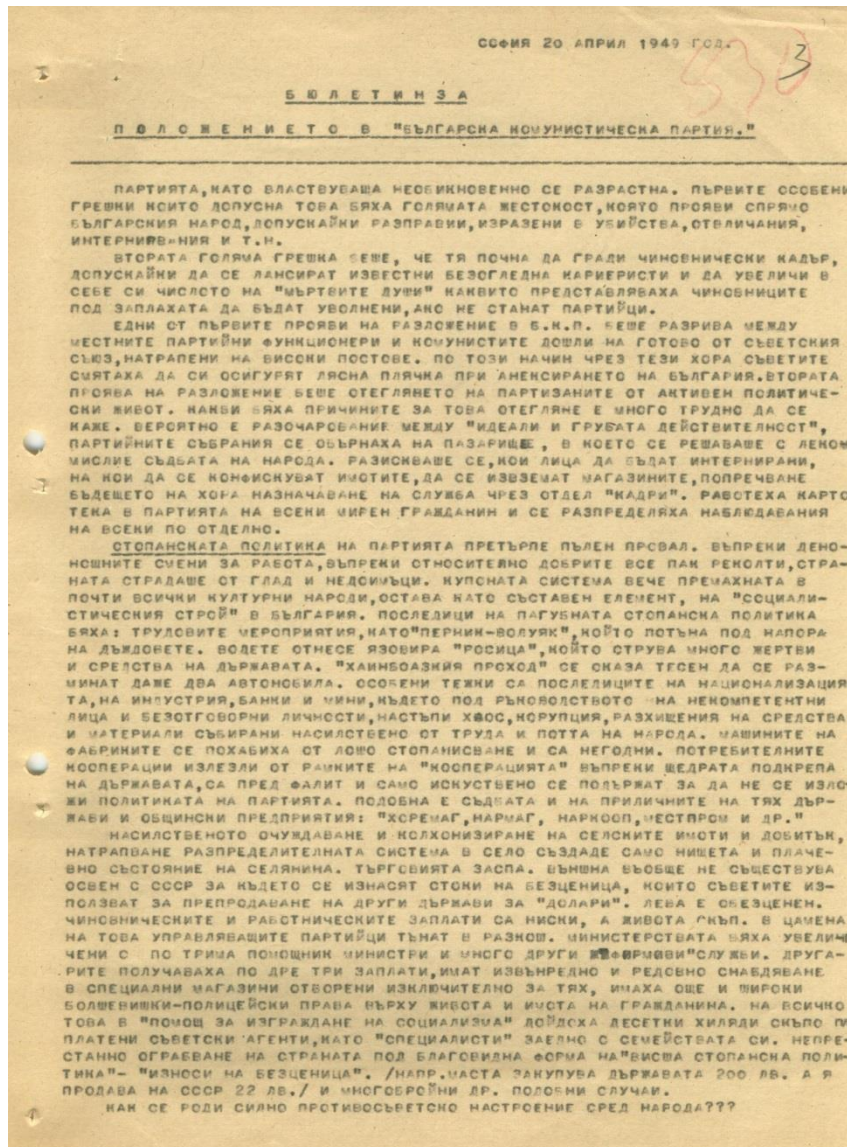 СОФИЯ 20 АПРИЛ 1949 ГОД.
3
БЮЛЕТИН ЗА
ПОЛОЖЕНИЕТО В "БЪЛГАРСКА КОМУНИСТИЧЕСКА ПАРТИЯ."
ПАРТИЯТА,КАТО ВЛАСТВУВАЩА НЕОБИКНОВЕННО СЕ РАЗРАСТНА. ПЪРВИТЕ ОСОБЕНИ
ГРЕШКИ КОИТО ДОПУСНА ТОВА БЯХА ГОЛЯМАТА ЖЕСТОКОСТ,КОЯТО ПРОЯВИ СПРЯМО
БЪЛГАРСКИЯ НАРОД,ДОПУСКАЙКИ РАЗПРАВИИ,ИЗРАЗЕНИ В УБИЙСТВА,ОТВЛИЧАНИЯ,
ИНТЕРНИРВАНИЯ И Т.Н.
ВТОРАТА ГОЛЯМА ГРЕШКА БЕШЕ, ЧЕ ТЯ ПОЧНА ДА ГРАДИ ЧИНОВНИЧЕСКИ КАДЪР,
ДОПУСКАЙКИ ДА СЕ ЛАНСИРАТ ИЗВЕСТНИ БЕЗОГЛЕДНА КАРИЕРИСТИ И ДА УВЕЛИЧИ В
СЕБЕ СИ ЧИСЛОТО НА "МЪРТВИТЕ ДУШИ" КАКВИТО ПРЕДСТАВЛЯВАХА ЧИНОВНИЦИТЕ
ПОД ЗАПЛАХАТА ДА БЪДАТ УВОЛНЕНИ,АКО НЕ СТАНАТ ПАРТИЙЦИ.
ЕДНИ ОТ ПЪРВИТЕ ПРОЯВИ НА РАЗЛОЖЕНИЕ В Б.К.П. БЕШЕ РАЗРИВА МЕЖДУ
МЕСТНИТЕ ПАРТИЙНИ ФУНКЦИОНЕРИ И КОМУНИСТИТЕ ДОШЛИ НА ГОТОВО ОТ СЪВЕТСКИЯ
СЪЮЗ,НАТРАПЕНИ НА ВИСОКИ ПОСТОВЕ. ПО ТОЗИ НАЧИН ЧРЕЗ ТЕЗИ ХОРА СЪВЕТИТЕ
СМЯТАХА ДА СИ ОСИГУРЯТ ЛЯСНА ПЛЯЧКА ПРИ АНЕКСИРАНЕТО НА БЪЛГАРИЯ.ВТОРАТА
ПРОЯВА НА РАЗЛОЖЕНИЕ БЕШЕ ОТЕГЛЯНЕТО НА ПАРТИЗАНИТЕ ОТ АКТИВЕН ПОЛИТИЧЕ-
СКИ ЖИВОТ. КАКВИ БЯХА ПРИЧИНИТЕ ЗА ТОВА ОТЕГЛЯНЕ Е МНОГО ТРУДНО ДА СЕ
КАЖЕ. ВЕРОЯТНО Е РАЗОЧАРОВАНИЕ МЕЖДУ "ИДЕАЛИ И ГРУБАТА ДЕЙСТВИТЕЛНОСТ",
ПАРТИЙНИТЕ СЪБРАНИЯ СЕ ОБЪРНАХА НА ПАЗАРИЩЕ, В КОЕТО СЕ РЕШАВАШЕ С ЛЕКОМ
МИСЛИЕ СЪДБАТА НА НАРОДА. РАЗИСКВАШЕ СЕ,КОИ ЛИЦА ДА БЪДАТ ИНТЕРНИРАНИ,
НА КОИ ДА СЕ КОНФИСКУВАТ ИМОТИТЕ,ДА СЕ ИЗВЗЕМАТ МАГАЗИНИТЕ,ПОПРЕЧВАНЕ
БЪДЕЩЕТО НА ХОРА НАЗНАЧАВАНЕ НА СЛУЖБА ЧРЕЗ ОТДЕЛ "КАДРИ". РАБОТЕХА КАРТО
ТЕКА В ПАРТИЯТА НА ВСЕКИ МИРЕН ГРАЖДАНИН И СЕ РАЗПРЕДЕЛЯХА НАБЛЮДАВАНИЯ
НА ВСЕКИ ПО ОТДЕЛНО.
СТОПАНСКАТА ПОЛИТИКА НА ПАРТИЯТА ПРЕТЪРПЕ ПЪЛЕН ПРОВАЛ. ВЪПРЕКИ ДЕНО-
НОШНИТЕ СМЕНИ ЗА РАБОТА,ВЪПРЕКИ ОТНОСИТЕЛНО ДОБРИТЕ ВСЕ ПАК РЕКОЛТИ,СТРА-
НАТА СТРАДАШЕ ОТ ГЛАД И НЕДОИМЪЦИ. КУПОНАТА СИСТЕМА ВЕЧЕ ПРЕМАХНАТА В
ПОЧТИ ВСИЧКИ КУЛТУРНИ НАРОДИ,ОСТАВА КАТО СЪСТАВЕН ЕЛЕМЕНТ, НА "СОЦИАЛИ-
СТИЧЕСКИЯ СТРОЙ" В БЪЛГАРИЯ. ПОСЛЕДИЦИ НА ПАГУБНАТА СТОПАНСКА ПОЛИТИКА
БЯХА: ТРУДОВИТЕ МЕРОПРИЯТИЯ,КАТО"ПЕРНИК-ВОЛУЯК",КОЙТО ПОТЪНА ПОД НАПОРА
НА ДЪЖДОВЕТЕ. ВОДЕТЕ ОТНЕСЕ ЯЗОВИРА "РОСИЦА",КОЙТО СТРУВА МНОГО ЖЕРТВИ
И СРЕДСТВА НА ДЪРЖАВАТА. "ХАИНБОАЗКИЯ ПРОХОД" СЕ ОКАЗА ТЕСЕН ДА СЕ РАЗ-
МИНАТ ДАЖЕ ДВА АВТОМОБИЛА. ОСОБЕНИ ТЕЖКИ СА ПОСЛЕДИЦИТЕ НА НАЦИОНАЛИЗАЦИЯ
ТА,НА ИНДУСТРИЯ,БАНКИ И МИНИ,КЪДЕТО ПОД РЪКОВОДСТВОТО НА НЕКОМПЕТЕНТНИ
ЛИЦА И БЕЗОТГОВОРНИ ЛИЧНОСТИ,НАСТЪПИ ХАОС,КОРУПЦИЯ,РАЗХИЩЕНИЯ НА СРЕДСТВА
И МАТЕРИАЛИ СЪБИРАНИ НАСИЛСТВЕНО ОТ ТРУДА И ПОТТА НА НАРОДА. МАШИНИТЕ НА
ФАБРИКИТЕ СЕ ПОХАБИХА ОТ ЛОШО СТОПАНИСВАНЕ И СА НЕГОДНИ. ПОТРЕБИТЕЛНИТЕ
КООПЕРАЦИИ ИЗЛЕЗЛИ ОТ РАМКИТЕ НА "КООПЕРАЦИЯТА" ВЪПРЕКИ ЩЕДРАТА ПОДКРЕПА
НА ДЪРЖАВАТА,СА ПРЕД ФАЛИТ И САМО ИСКУСТВЕНО СЕ ПОДЪРЖАТ ЗА ДА НЕ СЕ ИЗЛО
ЖИ ПОЛИТИКАТА НА ПАРТИЯТА. ПОДОБНА Е СЪДБАТА И НА ПРИЛИЧНИТЕ НА ТЯХ ДЪР-
ЖАВИ И ОБЩИНСКИ ПРЕДПРИЯТИЯ: "ХОРЕМАГ,НАРМАГ, НАРКООП,МЕСТПРОМ И ДР."
НАСИЛСТВЕНОТО ОЧУЖДАВАНЕ И КОЛХОНИЗИРАНЕ НА СЕЛСКИТЕ ИМОТИ И ДОБИТЪК,
НАТРАПВАНЕ РАЗПРЕДЕЛИТЕЛНАТА СИСТЕМА В СЕЛО СЪЗДАДЕ САМО НИЩЕТА И ПЛАЧЕ-
ВНО СЪСТОЯНИЕ НА СЕЛЯНИНА. ТЪРГОВИЯТА ЗАСПА. ВЪНШНА ВЪОБЩЕ НЕ СЪЩЕСТВУВА
ОСВЕН С СССР ЗА КЪДЕТО СЕ ИЗНАСЯТ СТОКИ НА БЕЗЦЕНИЦА, КОИТО СЪВЕТИТЕ ИЗ-
ПОЛЗВАТ ЗА ПРЕПРОДАВАНЕ НА ДРУГИ ДЪРЖАВИ ЗА "ДОЛАРИ". ЛЕВА Е ОБЕЗЦЕНЕН.
ЧИНОВНИЧЕСКИТЕ И РАБОТНИЧЕСКИТЕ ЗАПЛАТИ СА НИСКИ, А ЖИВОТА СКЪП. В ЦАМЕНА
НА ТОВА УПРАВЛЯВАЩИТЕ ПАРТИЙЦИ ТЪНАТ В РАЗКОШ. МИНИСТЕРСТВАТА БЯХА УВЕЛИЧ
ЧЕНИ С ПО ТРИМА ПОМОЩНИК МИНИСТРИ И МНОГО ДРУГИ СЛУЖБИ. ДРУГА-
РИТЕ ПОЛУЧАВАХА ПО ДРЕ ТРИ ЗАПЛАТИ,ИМАТ ИЗВЪНРЕДНО И РЕДОВНО СНАБДЯВАНЕ
В СПЕЦИАЛНИ МАГАЗИНИ ОТВОРЕНИ ИЗКЛЮЧИТЕЛНО ЗА ТЯХ, ИМАХА ОЩЕ И ШИРОКИ
БОЛШЕВИШКИ-ПОЛИЦЕЙСКИ ПРАВА ВЪРХУ ЖИВОТА И ИМОТА НА ГРАЖДАНИНА. НА ВСИЧКО
ТОВА В "ПОМОЩ ЗА ИЗГРАЖДАНЕ НА СОЦИАЛИЗМА" ДОЙДОХА ДЕСЕТКИ ХИЛЯДИ СКЪПО ПЛ
ПЛАТЕНИ СЪВЕТСКИ АГЕНТИ,КАТО "СПЕЦИАЛИСТИ" ЗАЕДНО С СЕМЕЙСТВАТА СИ. НЕПРЕ-
СТАННО ОГРАБВАНЕ НА СТРАНАТА ПОД БЛАГОВИДНА ФОРМА НА"ВИСША СТОПАНСКА ПОЛИ-
ТИКА"- "ИЗНОСИ НА БЕЗЦЕНИЦА". /НАПР.МАСТА ЗАКУПУВА ДЪРЖАВАТА 200 ЛВ. А Я
ПРОДАВА НА СССР 22 ЛВ./ И МНОГОБРОЙНИ ДР. ПОДОБНИ СЛУЧАИ.
КАК СЕ РОДИ СИЛНО ПРОТИВОСЪВЕТСКО НАСТРОЕНИЕ СРЕД НАРОДА???